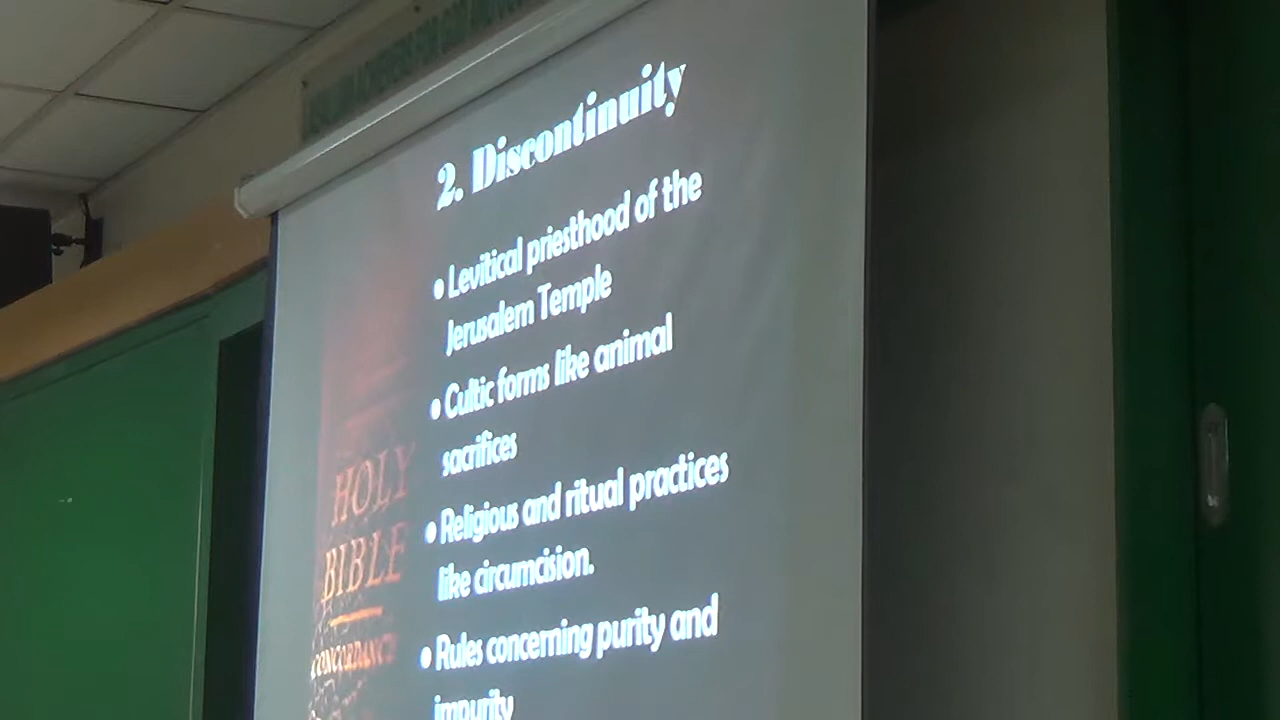 2. Discontinuity
• Levitical priesthood of the
Jerusalem Temple
• Cultic forms like animal
sacrifices
• Religious and ritual practices
like circumcision.
• Rules concerning purity and
impurity
HOLY
BIBLE
CONCORDANCE